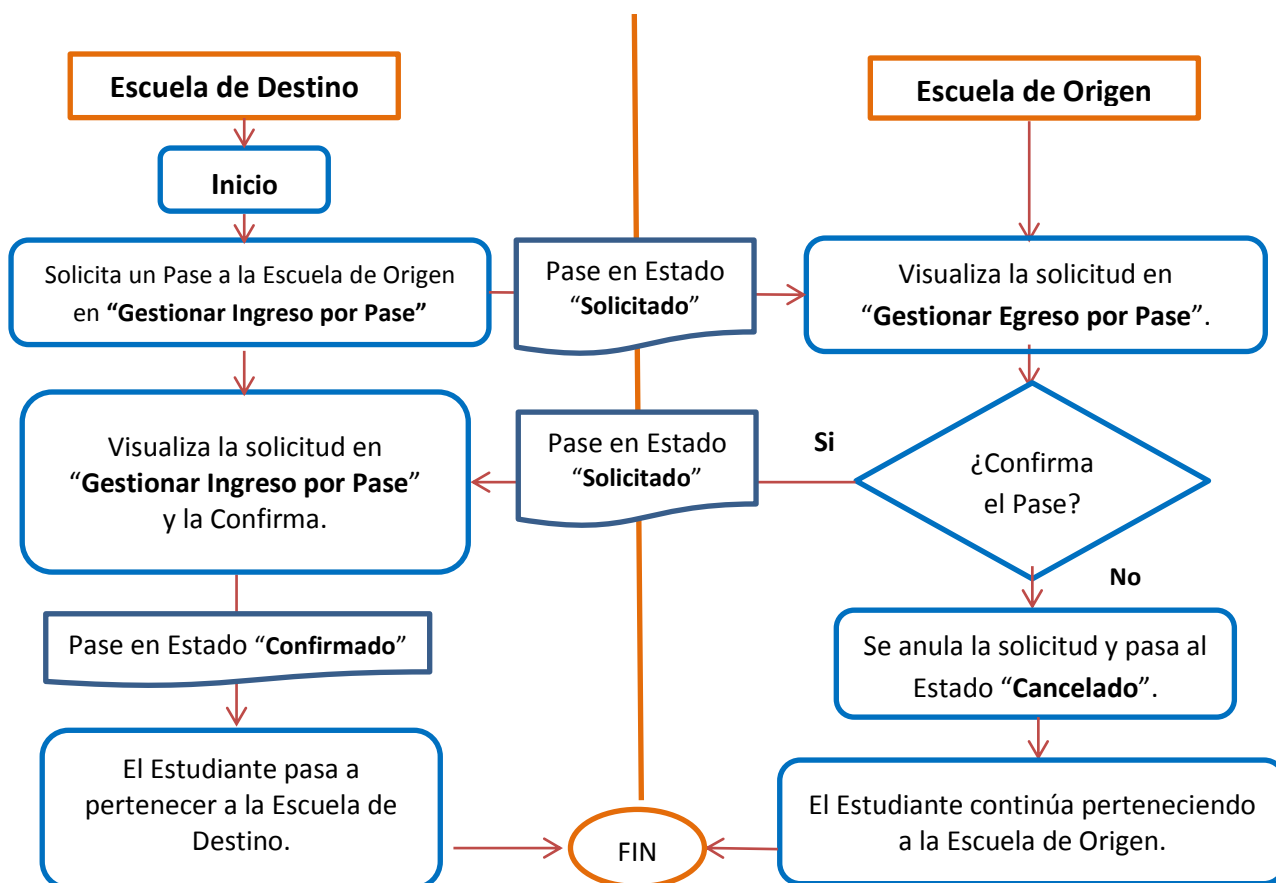 Escuela de Destino
Escuela de Origen
Inicio
Solicita un Pase a la Escuela de Origen
en “Gestionar Ingreso por Pase”
Pase en Estado
“Solicitado”
Visualiza la solicitud en
“Gestionar Egreso por Pase”.
Visualiza la solicitud en
“Gestionar Ingreso por Pase”
y la Confirma.
Pase en Estado
“Solicitado”
Si
¿Confirma
el Pase?
No
Pase en Estado “Confirmado”
Se anula la solicitud y pasa al
Estado “Cancelado”.
El Estudiante pasa a
pertenecer a la Escuela de
Destino.
FIN
El Estudiante continúa perteneciendo
a la Escuela de Origen.